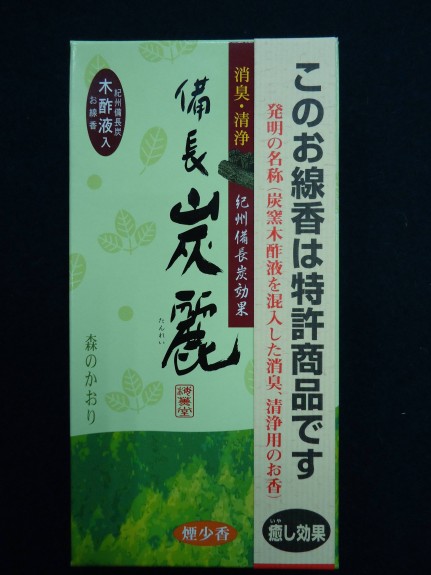 このお線香は特許商品です
発明の名称(炭窯木酢液を混入した消臭、清浄用のお香)
癒し効果
いや
消臭・清浄
紀州備長炭効果
備長
炭麗
たんれい
紀州備長炭
木酢液入
お線香
森のかおり
煙少香